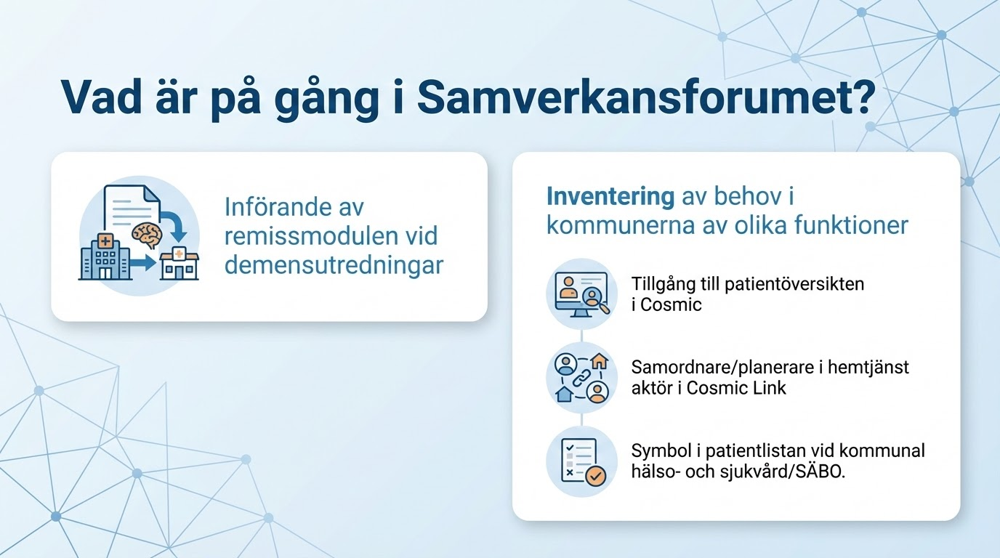 Vad är på gång i Samverkansforumet?
Införande av
remissmodulen vid
demensutredningar
Inventering av behov i
kommunerna av olika funktioner
Tillgång till patientöversikten
i Cosmic
Samordnare/planerare i hemtjänst
aktör i Cosmic Link
Symbol i patientlistan vid kommunal
hälso- och sjukvård/SÄBO.